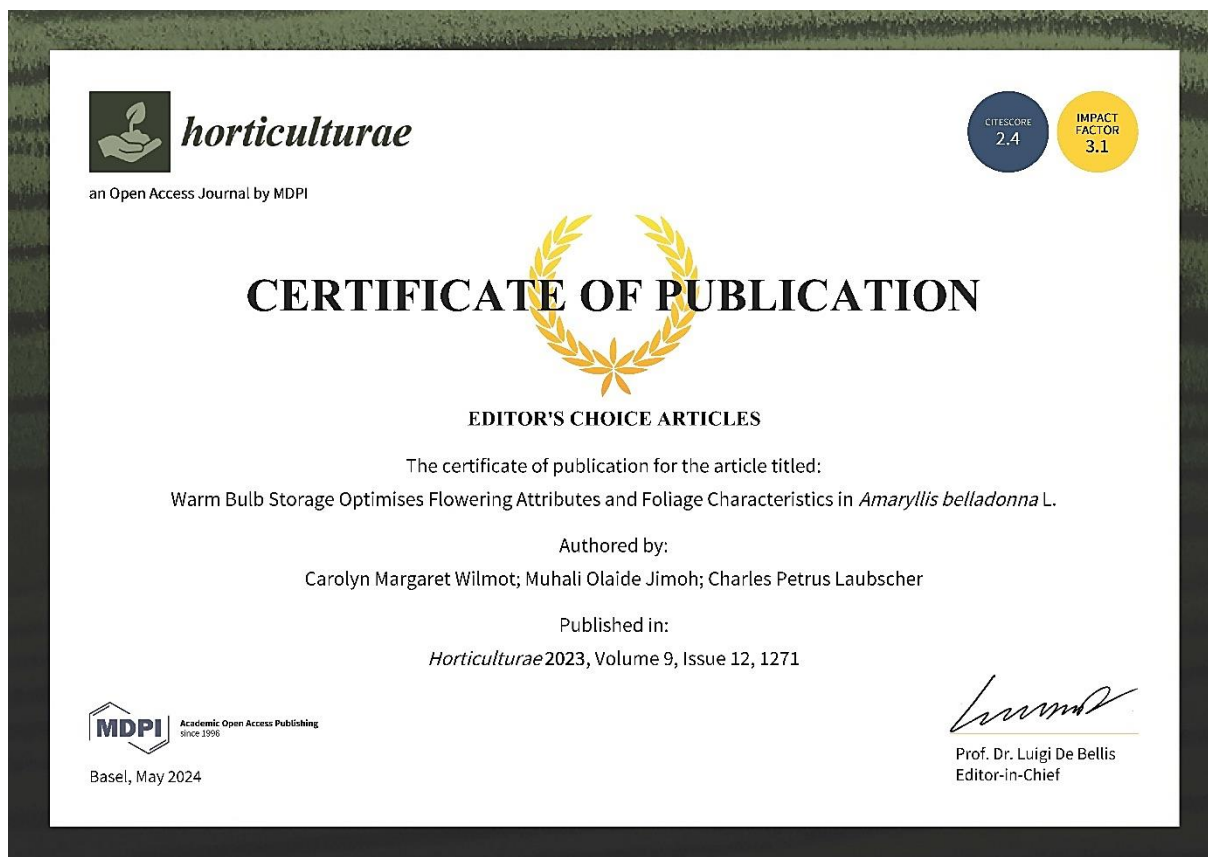 horticulturae
an Open Access Journal by MDPI
CITESCORE
2.4
IMPACT
FACTOR
3.1
CERTIFICATE OF PUBLICATION
EDITOR'S CHOICE ARTICLES
The certificate of publication for the article titled:
Warm Bulb Storage Optimises Flowering Attributes and Foliage Characteristics in Amaryllis belladonna L.
Authored by:
Carolyn Margaret Wilmot; Muhali Olaide Jimoh; Charles Petrus Laubscher
Published in:
Horticulturae 2023, Volume 9, Issue 12, 1271
MDPI
Academic Open Access Publishing
since 1996
Basel, May 2024
Prof. Dr. Luigi De Bellis
Editor-in-Chief